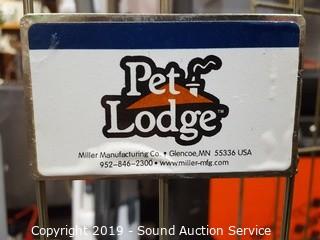 Pet
Lodge™
Miller Manufacturing Co. • Glencoe,MN 55336 USA
952-846-2300 • www.miller-mfg.com
Copyright 2019 - Sound Auction Service